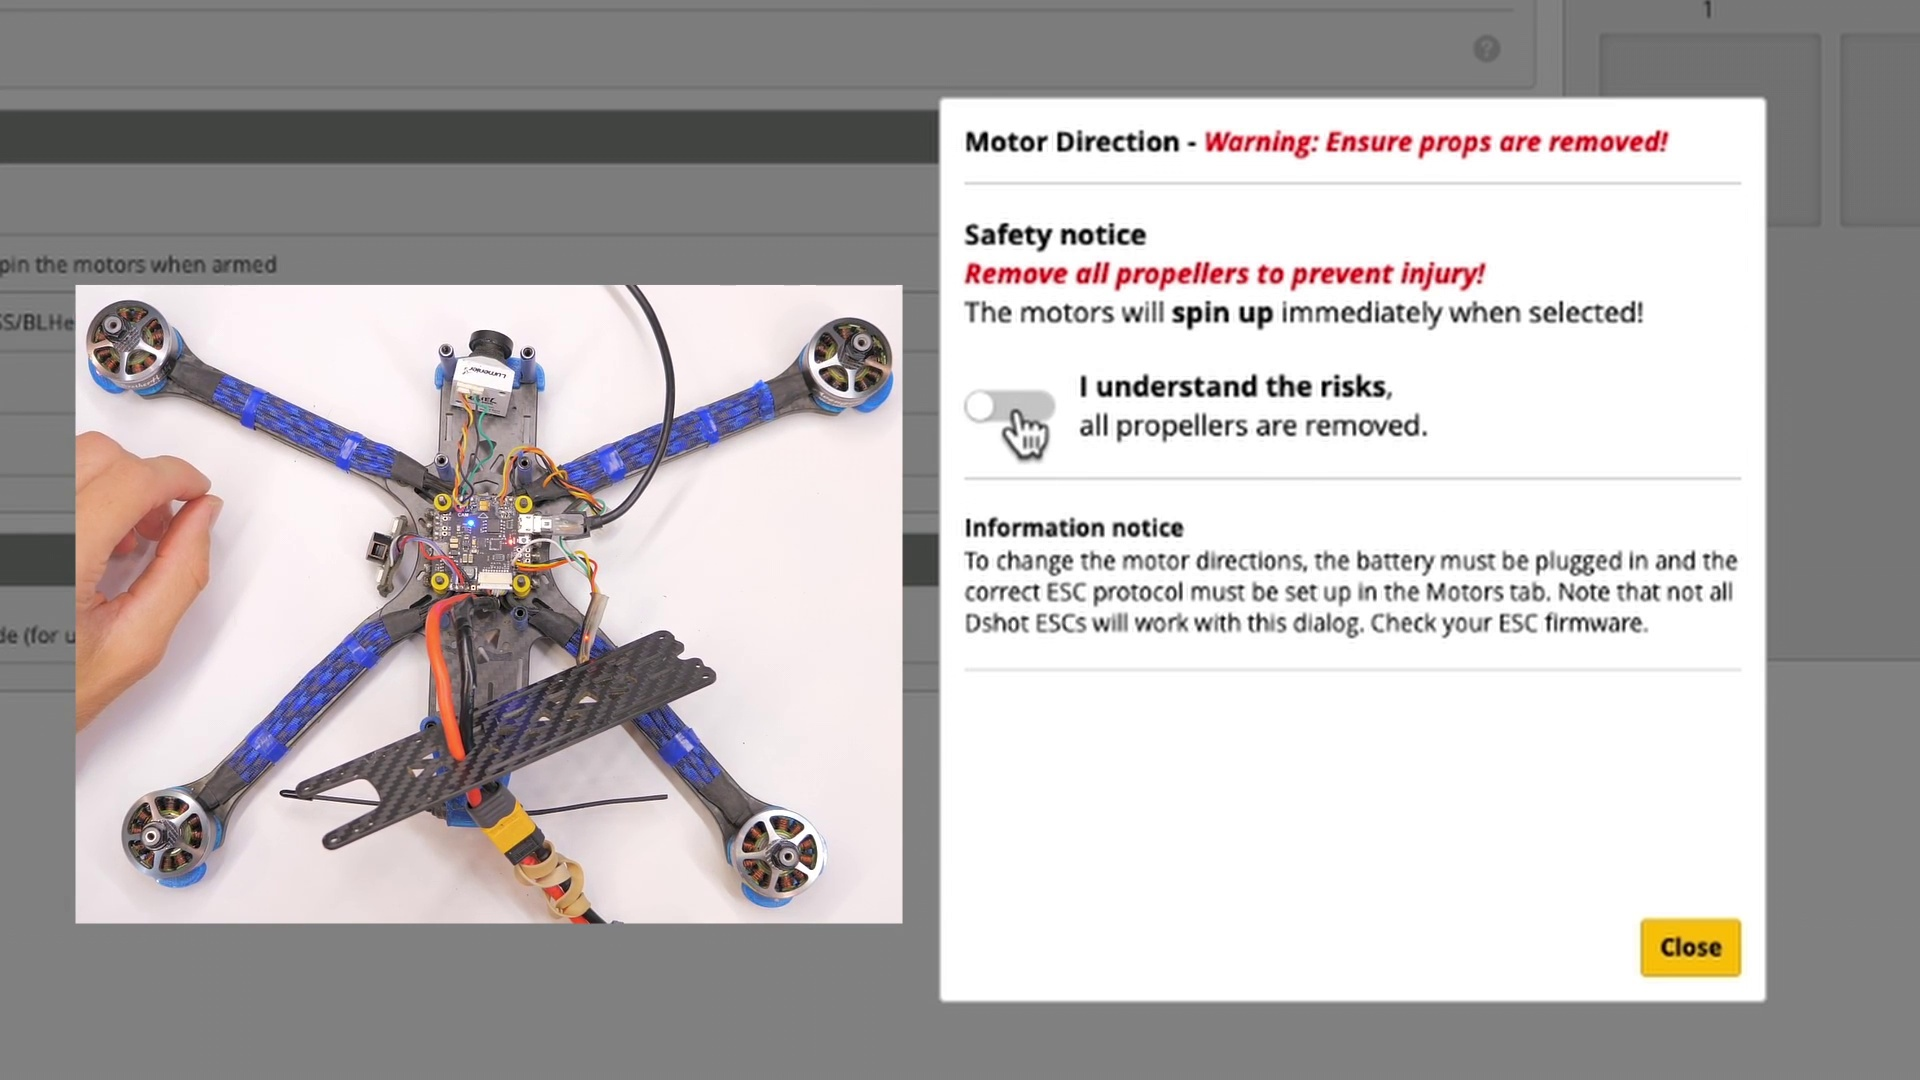 1
pin the motors when armed
SS/BLHe
de (for u
Motor Direction - Warning: Ensure props are removed!
Safety notice
Remove all propellers to prevent injury!
The motors will spin up immediately when selected!
I understand the risks,
all propellers are removed.
Information notice
To change the motor directions, the battery must be plugged in and the
correct ESC protocol must be set up in the Motors tab. Note that not all
Dshot ESCs will work with this dialog. Check your ESC firmware.
Close
Lumenier